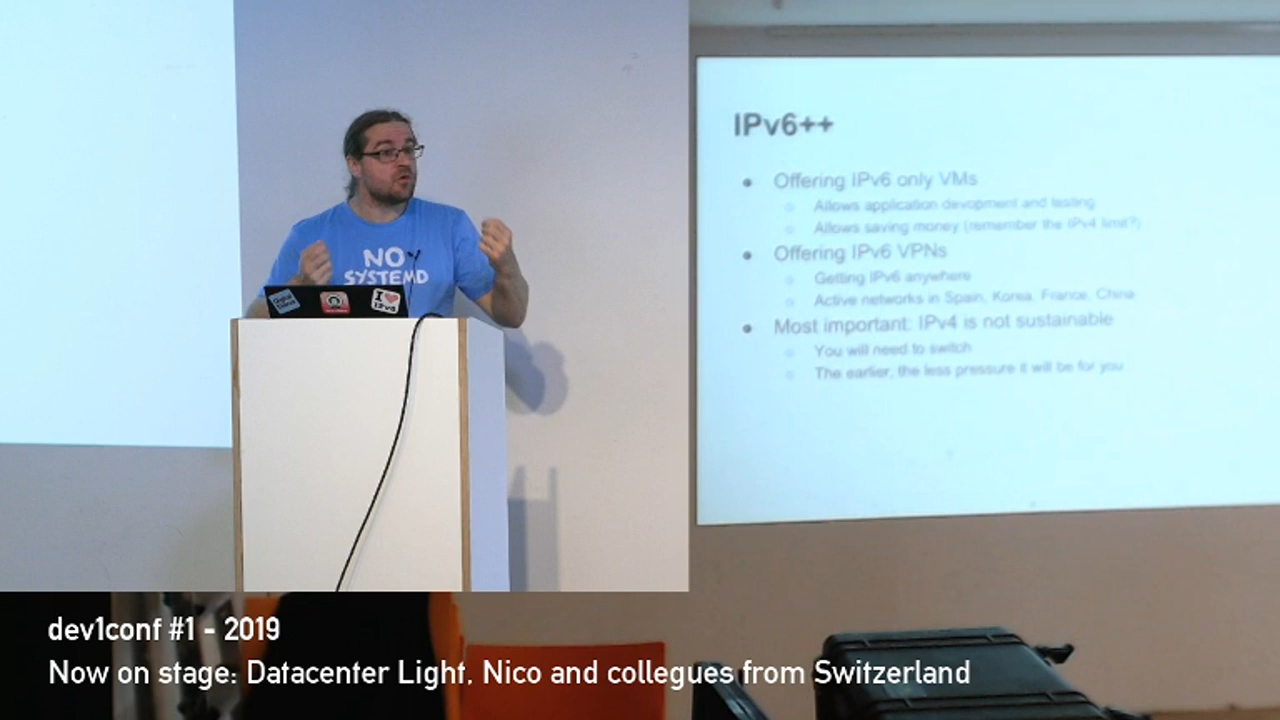 NO
SYSTEMD
I ❤ IPv6
IPv6++
Offering IPv6 only VMs
Allows application devopment and testing
Allows saving money (remember the IPv4 limit?)
Offering IPv6 VPNs
Getting IPv6 anywhere
Active networks in Spain, Korea, France, China
Most important: IPv4 is not sustainable
You will need to switch
The earlier, the less pressure it will be for you
dev1conf #1 - 2019
Now on stage: Datacenter Light, Nico and collegues from Switzerland